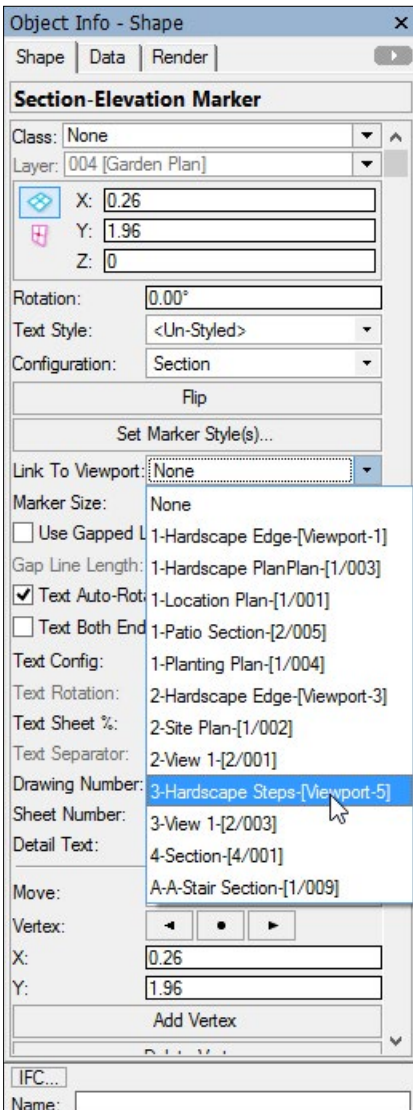 Object Info - Shape
Shape Data Render
Section-Elevation Marker
Class: None
Layer: 004 [Garden Plan]
X: 0.26
Y: 1.96
Z: 0
Rotation: 0.00°
Text Style: <Un-Styled>
Configuration: Section
Flip
Set Marker Style(s)...
Link To Viewport: None
Marker Size: None
Use Gapped L 1-Hardscape Edge-[Viewport-1]
Gap Line Length: 1-Hardscape PlanPlan-[1/003]
1-Location Plan-[1/001]
Text Auto-Rot
Text Both End 1-Patio Section-[2/005]
Text Config: 1-Planting Plan-[1/004]
Text Rotation: 2-Hardscape Edge-[Viewport-3]
Text Sheet %: 2-Site Plan-[1/002]
Text Separator: 2-View 1-[2/001]
Drawing Number: 3-Hardscape Steps-[Viewport-5]
Sheet Number: 3-View 1-[2/003]
Detail Text: 4-Section-[4/001]
A-A-Stair Section-[1/009]
Move:
Vertex:
X: 0.26
Y: 1.96
Add Vertex
IFC...
Name: